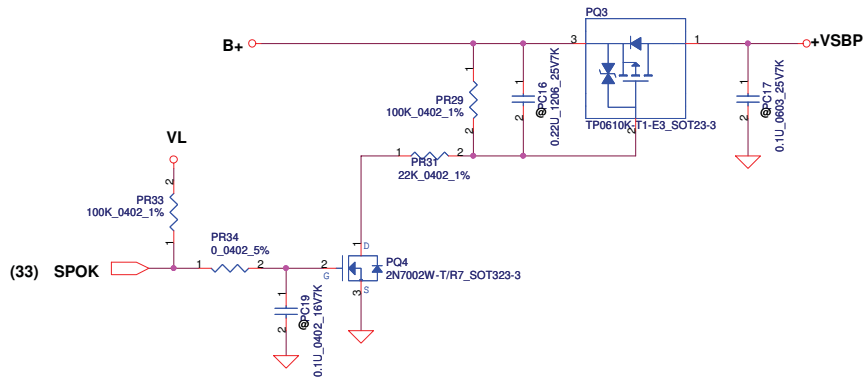 PQ3
B+
3
1
+VSBP
1
PR29
100K_0402_1%
2
1
2
@PC16
0.22U_1206_25V7K
2
TP0610K-T1-E3_SOT23-3
1
2
@PC17
0.1U_0603_25V7K
VL
1
2
PR31
22K_0402_1%
2
PR33
100K_0402_1%
1
PR34
0_0402_5%
(33) SPOK
1
2
2
G
1
D
S
3
PQ4
2N7002W-T/R7_SOT323-3
1
2
@PC19
0.1U_0402_16V7K